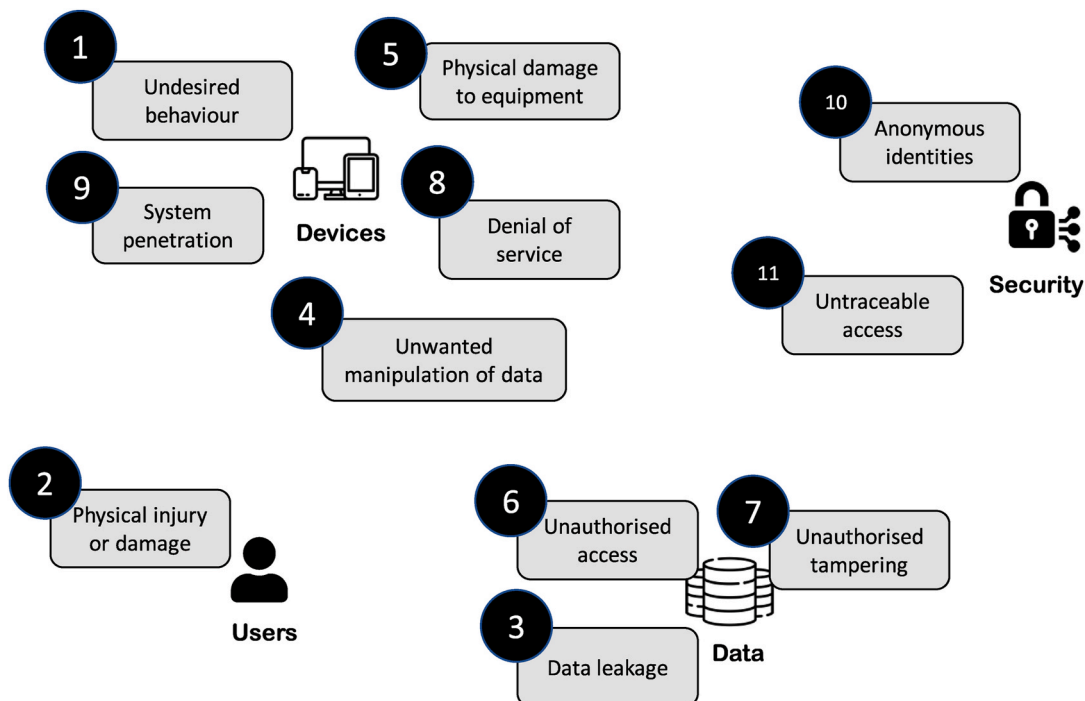 1
Undesired
behaviour
5
Physical damage
to equipment
10
Anonymous
identities
9
System
penetration
Devices
8
Denial of
service
Security
11
Untraceable
access
4
Unwanted
manipulation of data
2
Physical injury
or damage
Users
6
Unauthorised
access
7
Unauthorised
tampering
3
Data leakage
Data